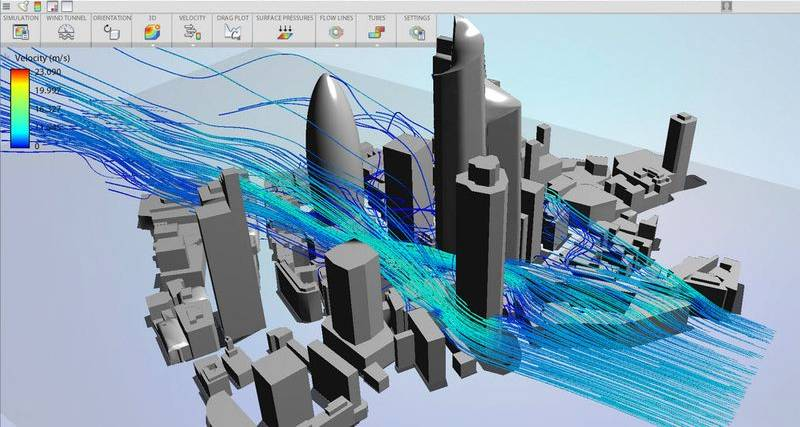 SIMULATION WIND TUNNEL ORIENTATION 3D VELOCITY DRAG PLOT SURFACE PRESSURES FLOW LINES TUBES SETTINGS
Velocity (m/s)
23.090
19.997
0